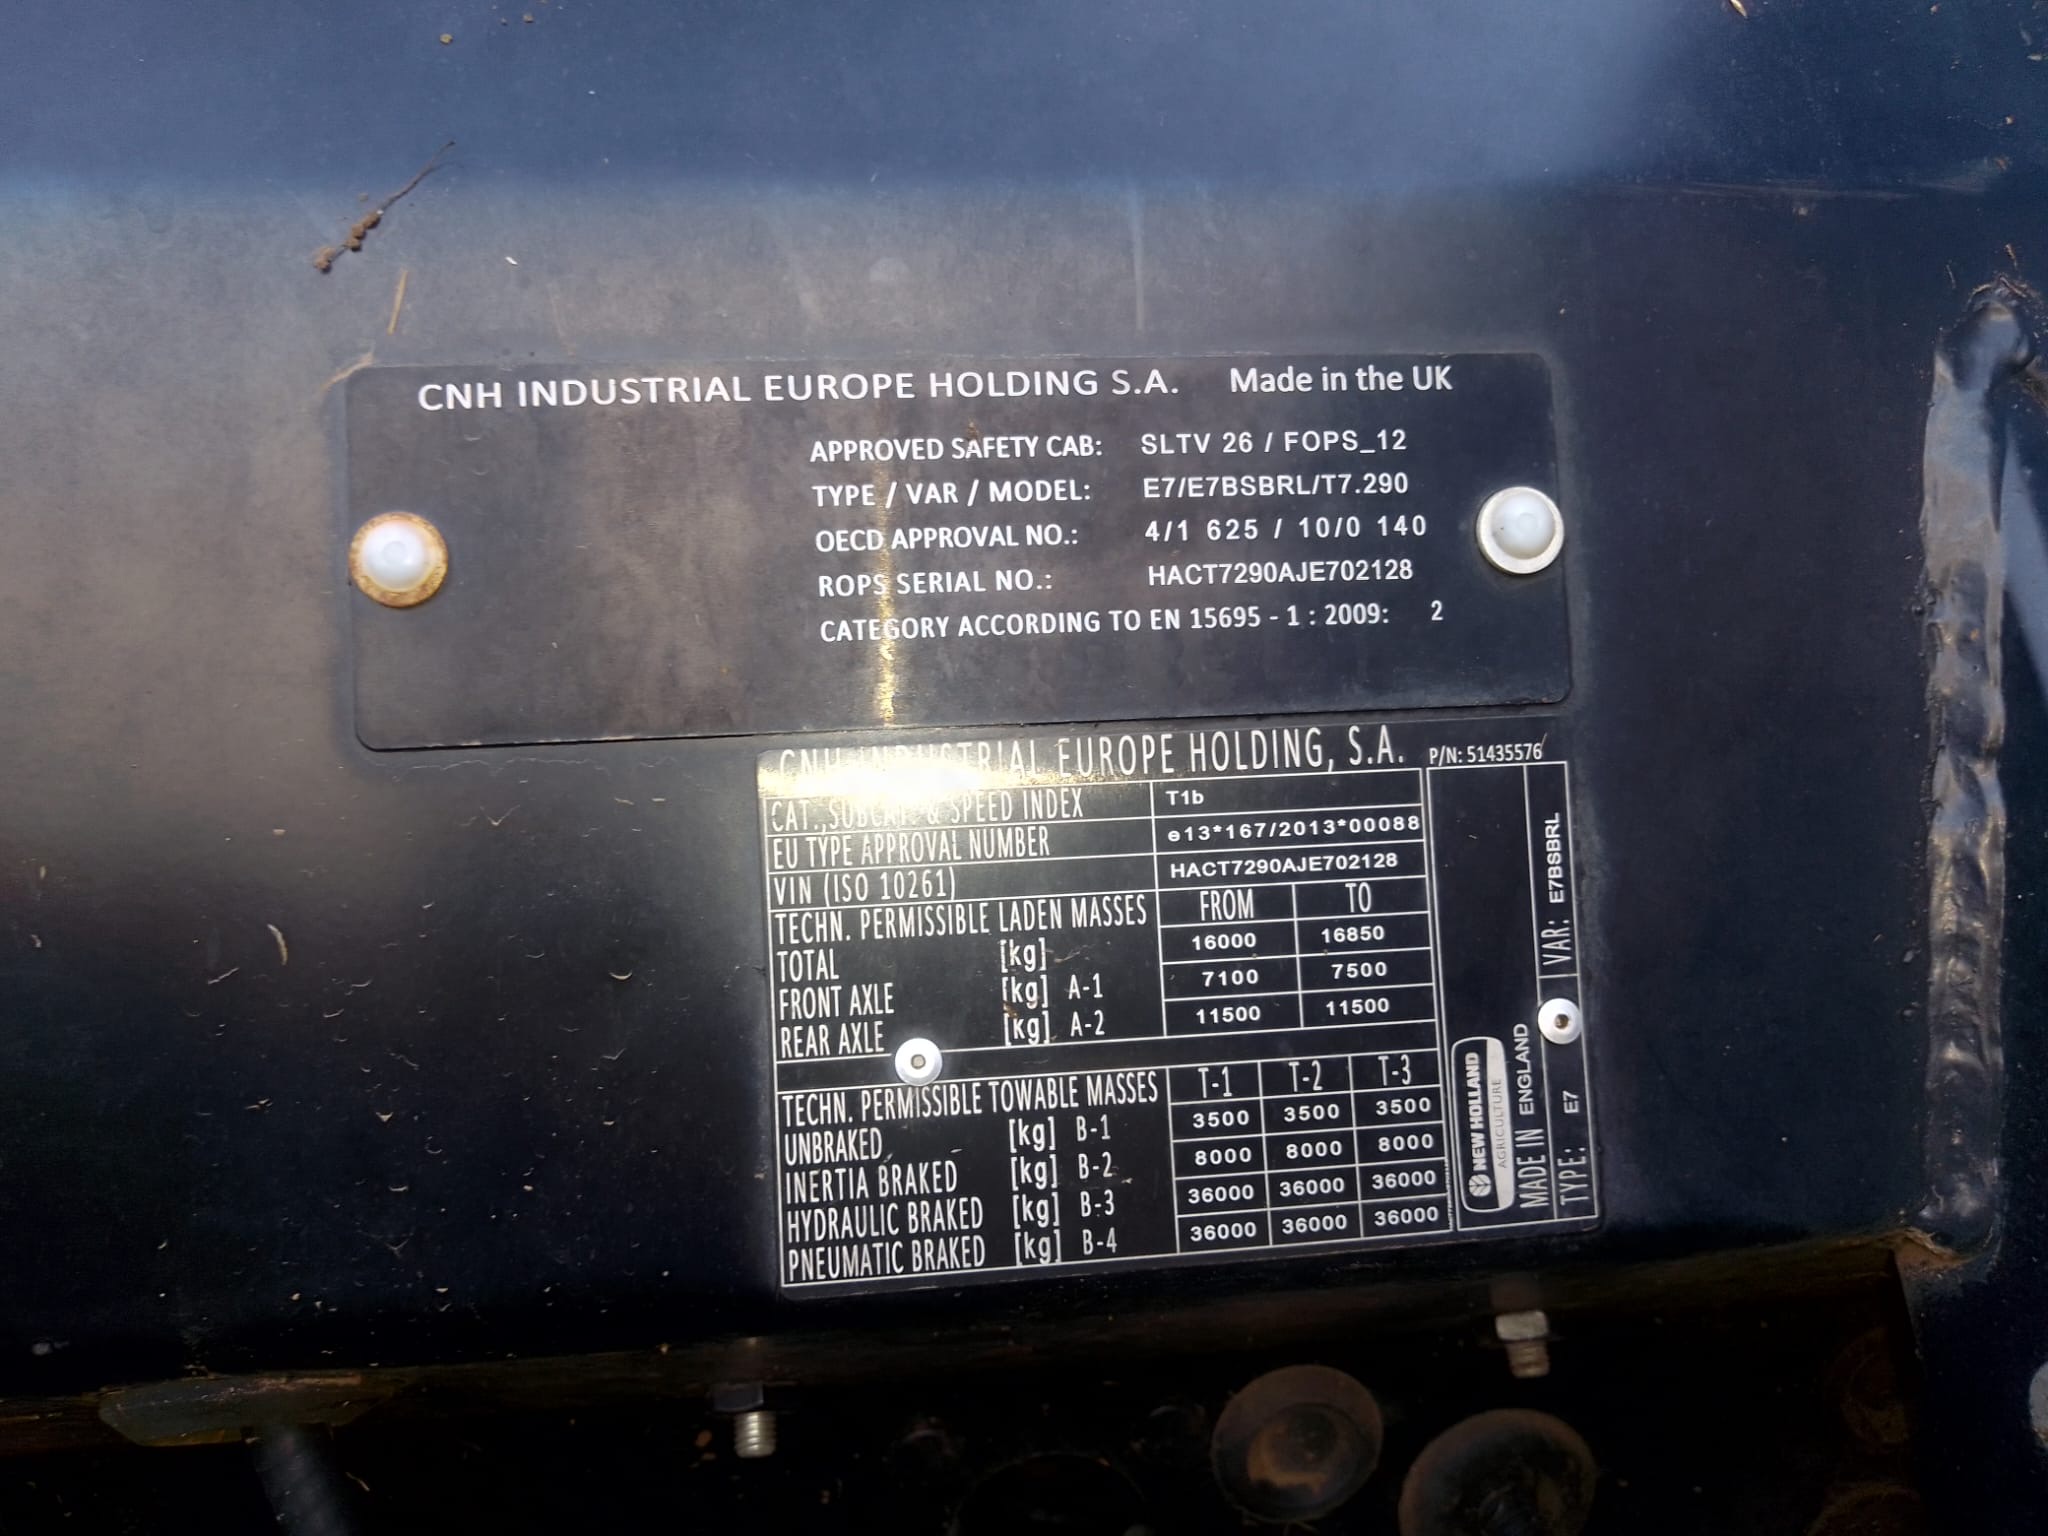 CNH INDUSTRIAL EUROPE HOLDING S.A. Made in the UK
APPROVED SAFETY CAB: SLTV 26 / FOPS_12
TYPE / VAR / MODEL: E7/E7BSBRL/T7.290
OECD APPROVAL NO.: 4/1 625 / 10/0 140
ROPS SERIAL NO.: HACT7290AJE702128
CATEGORY ACCORDING TO EN 15695 - 1 : 2009: 2
CNH INDUSTRIAL EUROPE HOLDING, S.A. P/N: 51435576
CAT.,SUBCAT. & SPEED INDEX T1b
EU TYPE APPROVAL NUMBER e13*167/2013*00088
VIN (ISO 10261) HACT7290AJE702128
TECHN. PERMISSIBLE LADEN MASSES FROM TO
TOTAL [kg] 16000 16850
FRONT AXLE [kg] A-1 7100 7500
REAR AXLE [kg] A-2 11500 11500
TECHN. PERMISSIBLE TOWABLE MASSES T-1 T-2 T-3
UNBRAKED [kg] B-1 3500 3500 3500
INERTIA BRAKED [kg] B-2 8000 8000 8000
HYDRAULIC BRAKED [kg] B-3 36000 36000 36000
PNEUMATIC BRAKED [kg] B-4 36000 36000 36000
NEW HOLLAND
AGRICULTURE
MADE IN ENGLAND
TYPE: E7 VAR: E7BSBRL